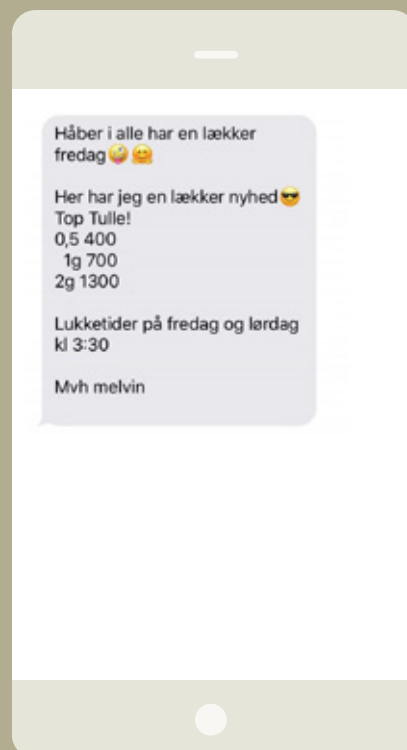 Håber i alle har en lækker
fredag🤪🤗
Her har jeg en lækker nyhed😎
Top Tulle!
0,5 400
1g 700
2g 1300
Lukketider på fredag og lørdag
kl 3:30
Mvh melvin